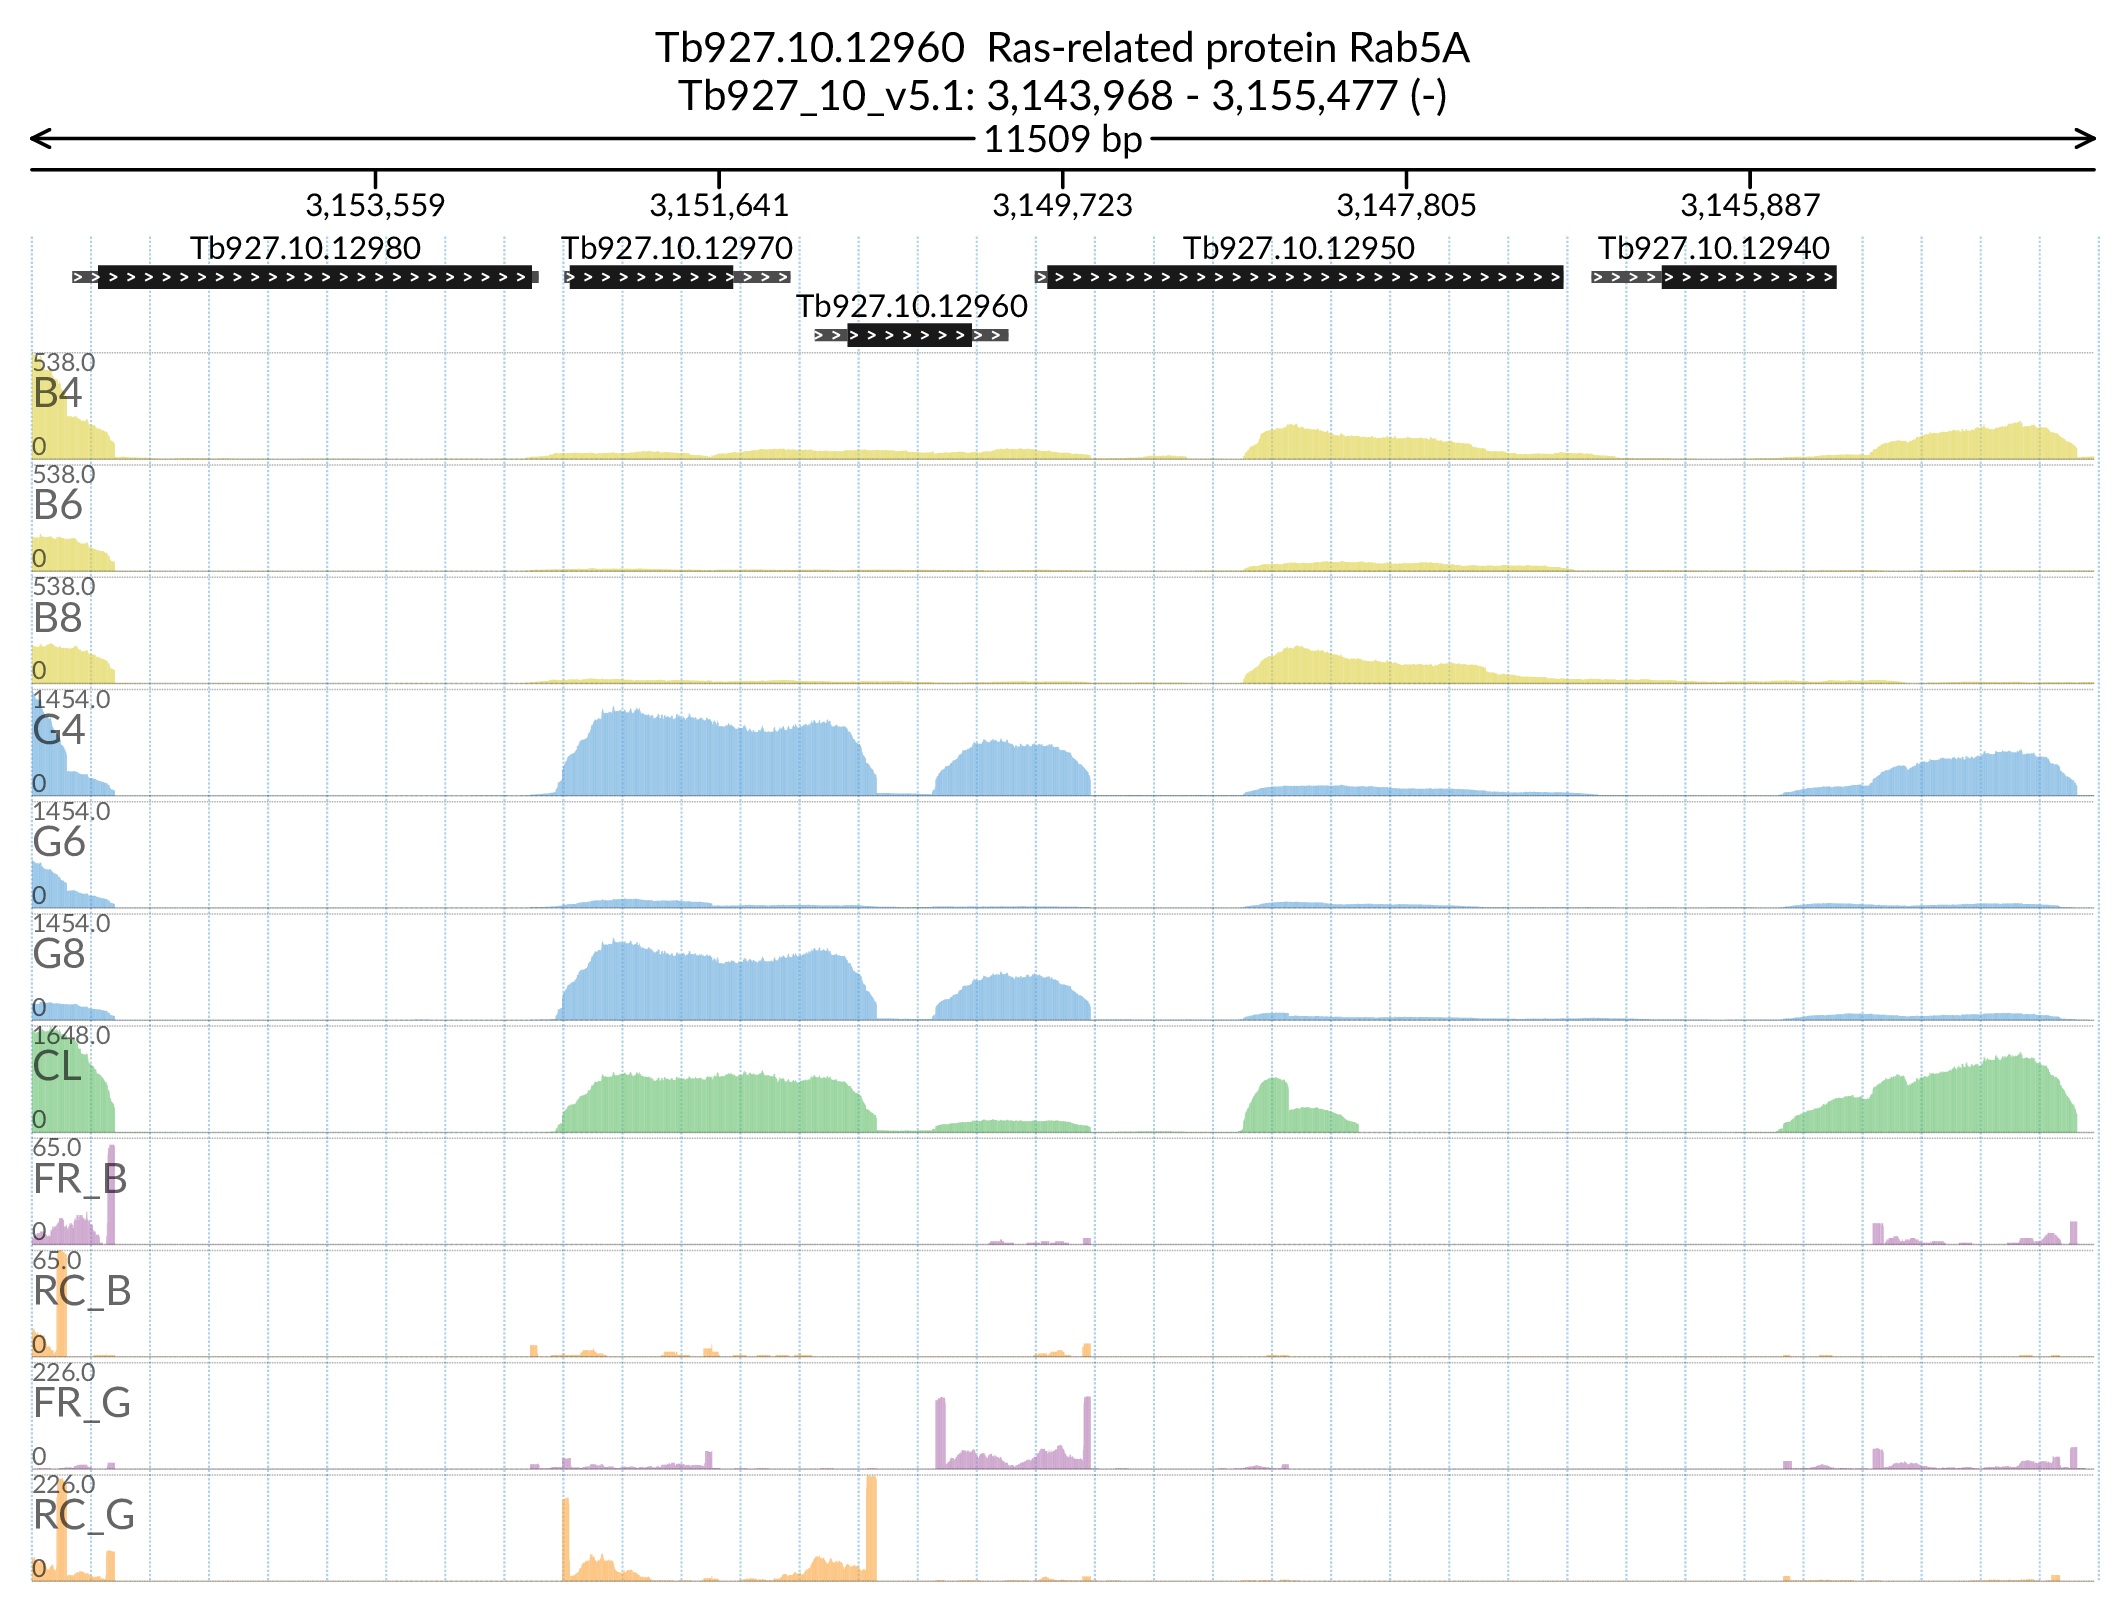 Tb927.10.12960 Ras-related protein Rab5A
Tb927_10_v5.1: 3,143,968 - 3,155,477 (-)
11509 bp
3,153,559 3,151,641 3,149,723 3,147,805 3,145,887
Tb927.10.12980 Tb927.10.12970 Tb927.10.12950 Tb927.10.12940
Tb927.10.12960
538.0
B4
0
538.0
B6
0
538.0
B8
0
1454.0
G4
0
1454.0
G6
0
1454.0
G8
0
1648.0
CL
0
65.0
FR_B
0
65.0
RC_B
0
226.0
FR_G
0
226.0
RC_G
0